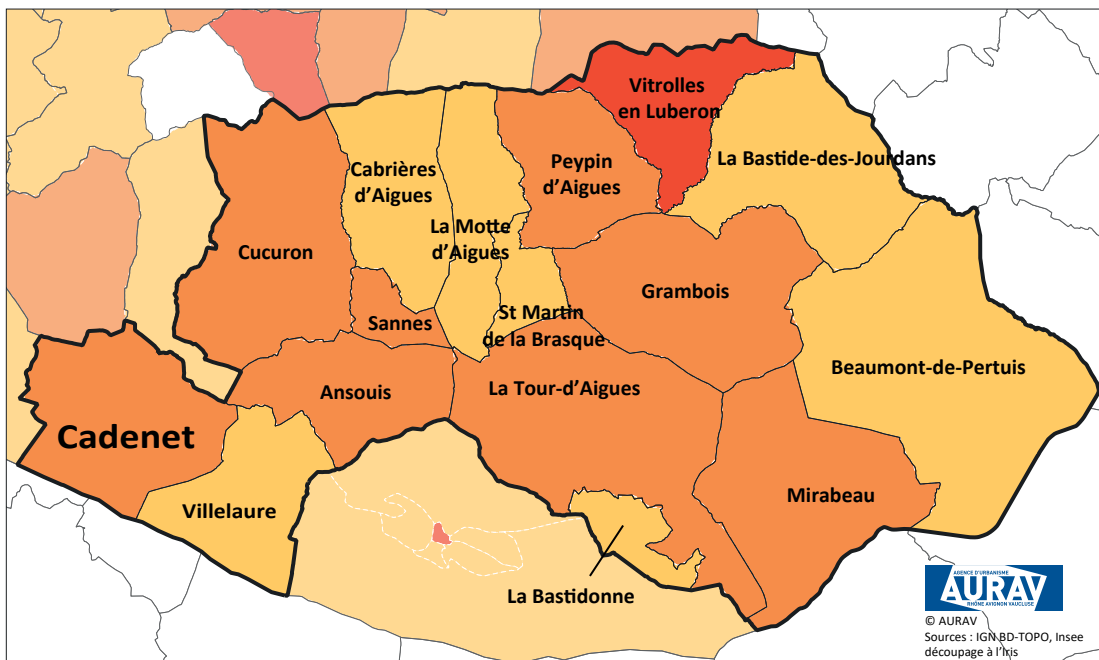 Vitrolles
en Luberon
La Bastide-des-Jourdans
Peypin
d'Aigues
Cabrières
d'Aigues
La Motte
d'Aigues
Cucuron
Grambois
Sannes
St Martin
de la Brasque
Beaumont-de-Pertuis
Ansouis
La Tour-d'Aigues
Cadenet
Mirabeau
Villelaure
La Bastidonne
AGENCE D'URBANISME
AURAV
RHÔNE AVIGNON VAUCLUSE
© AURAV
Sources : IGN BD-TOPO, Insee
découpage à l'Iris